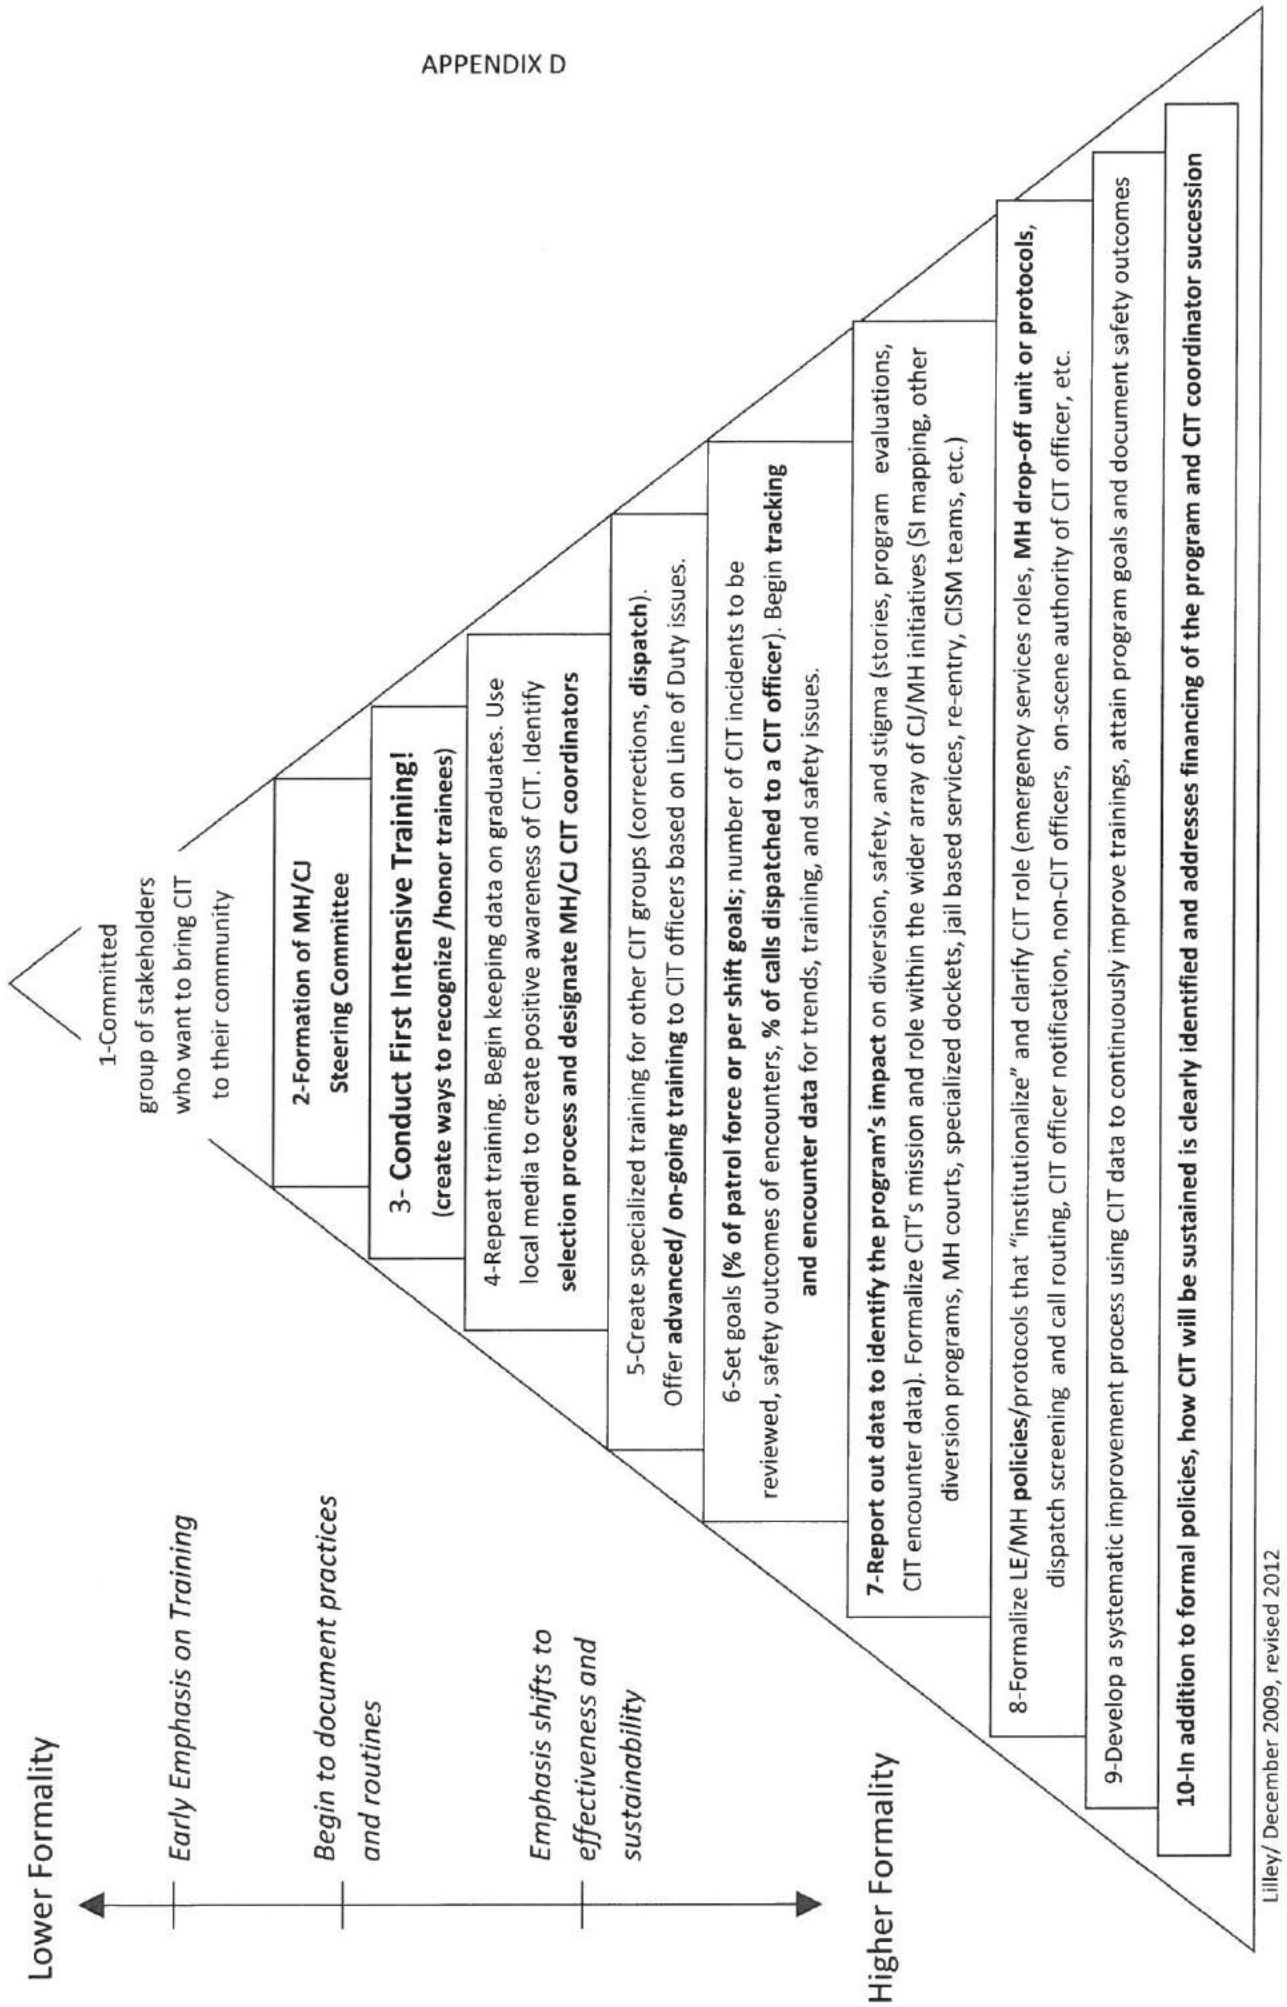 APPENDIX D
Lower Formality
Early Emphasis on Training
Begin to document practices
and routines
Emphasis shifts to
effectiveness and
sustainability
Higher Formality
1-Committed
group of stakeholders
who want to bring CIT
to their community
2-Formation of MH/CJ
Steering Committee
3- Conduct First Intensive Training!
(create ways to recognize /honor trainees)
4-Repeat training. Begin keeping data on graduates. Use
local media to create positive awareness of CIT. Identify
selection process and designate MH/CJ CIT coordinators
5-Create specialized training for other CIT groups (corrections, dispatch).
Offer advanced/ on-going training to CIT officers based on Line of Duty issues.
6-Set goals (% of patrol force or per shift goals; number of CIT incidents to be
reviewed, safety outcomes of encounters, % of calls dispatched to a CIT officer). Begin tracking
and encounter data for trends, training, and safety issues.
7-Report out data to identify the program's impact on diversion, safety, and stigma (stories, program evaluations,
CIT encounter data). Formalize CIT's mission and role within the wider array of CJ/MH initiatives (SI mapping, other
diversion programs, MH courts, specialized dockets, jail based services, re-entry, CISM teams, etc.)
8-Formalize LE/MH policies/protocols that "institutionalize" and clarify CIT role (emergency services roles, MH drop-off unit or protocols,
dispatch screening and call routing, CIT officer notification, non-CIT officers, on-scene authority of CIT officer, etc.
9-Develop a systematic improvement process using CIT data to continuously improve trainings, attain program goals and document safety outcomes
10-In addition to formal policies, how CIT will be sustained is clearly identified and addresses financing of the program and CIT coordinator succession
Lilley/ December 2009, revised 2012